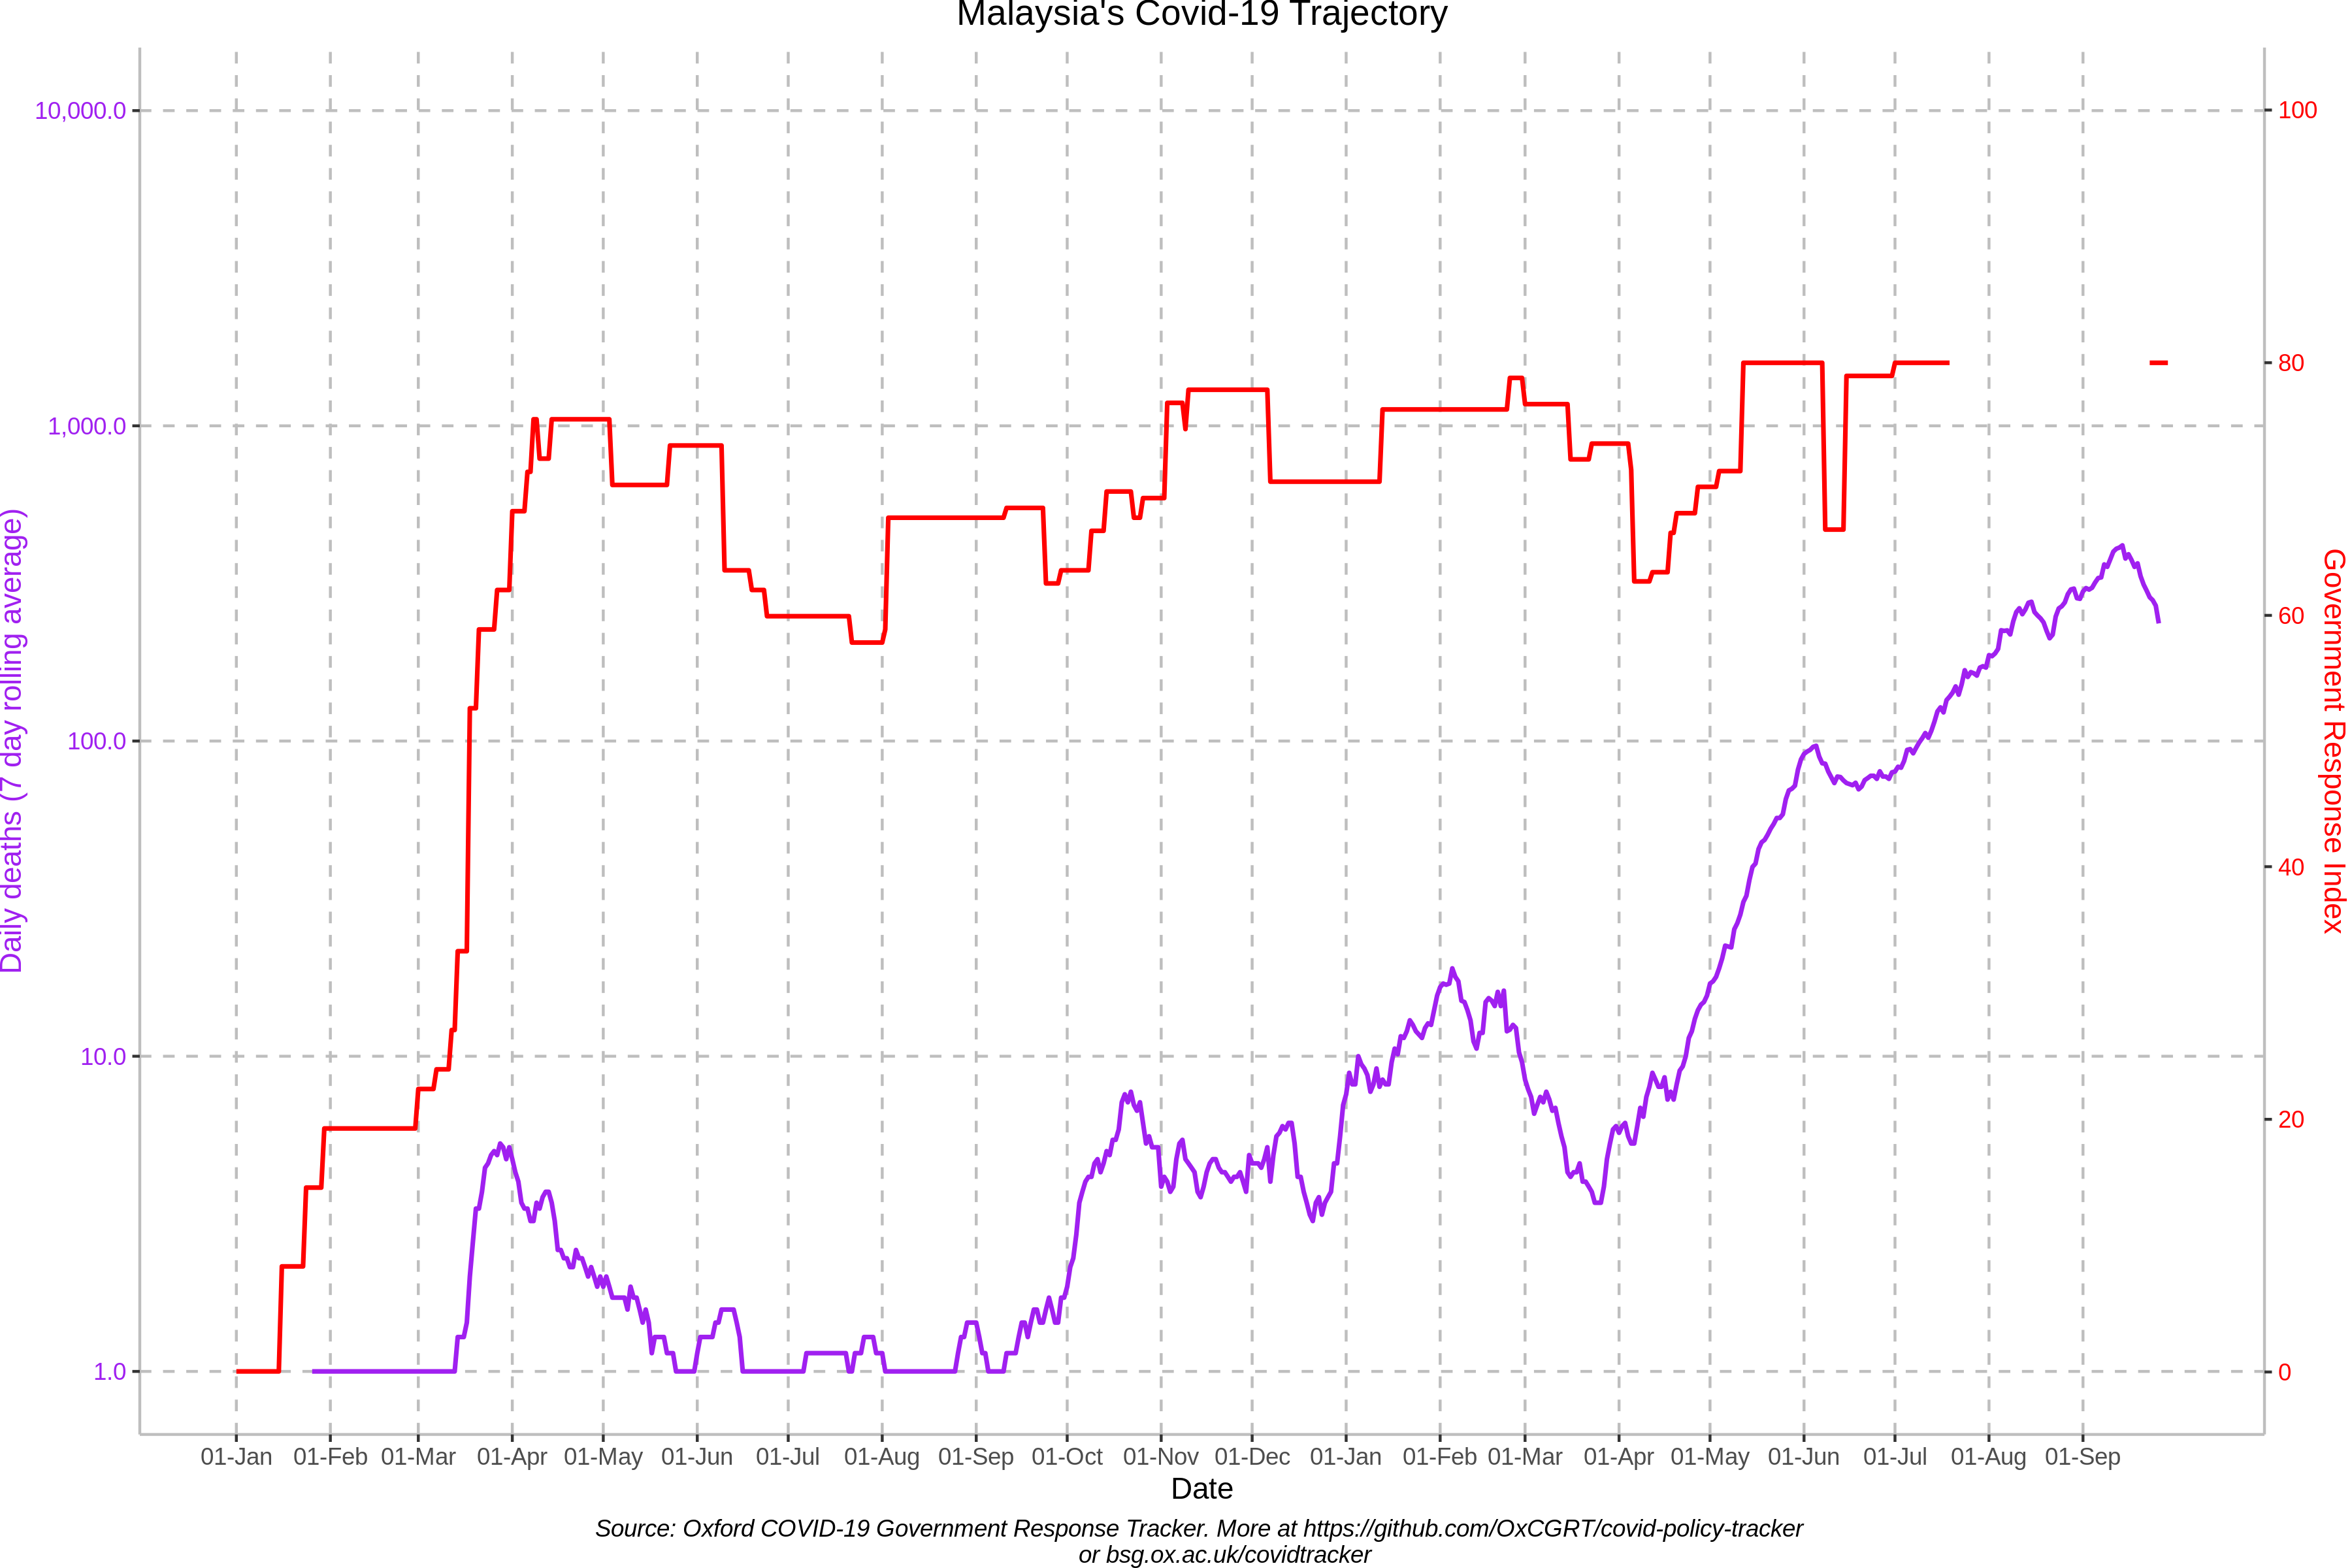 Malaysia's Covid-19 Trajectory
10,000.0
1,000.0
100.0
10.0
1.0
Daily deaths (7 day rolling average)
100
80
60
40
20
0
Government Response Index
01-Jan 01-Feb 01-Mar 01-Apr 01-May 01-Jun 01-Jul 01-Aug 01-Sep 01-Oct 01-Nov 01-Dec 01-Jan 01-Feb 01-Mar 01-Apr 01-May 01-Jun 01-Jul 01-Aug 01-Sep
Date
Source: Oxford COVID-19 Government Response Tracker. More at https://github.com/OxCGRT/covid-policy-tracker
or bsg.ox.ac.uk/covidtracker